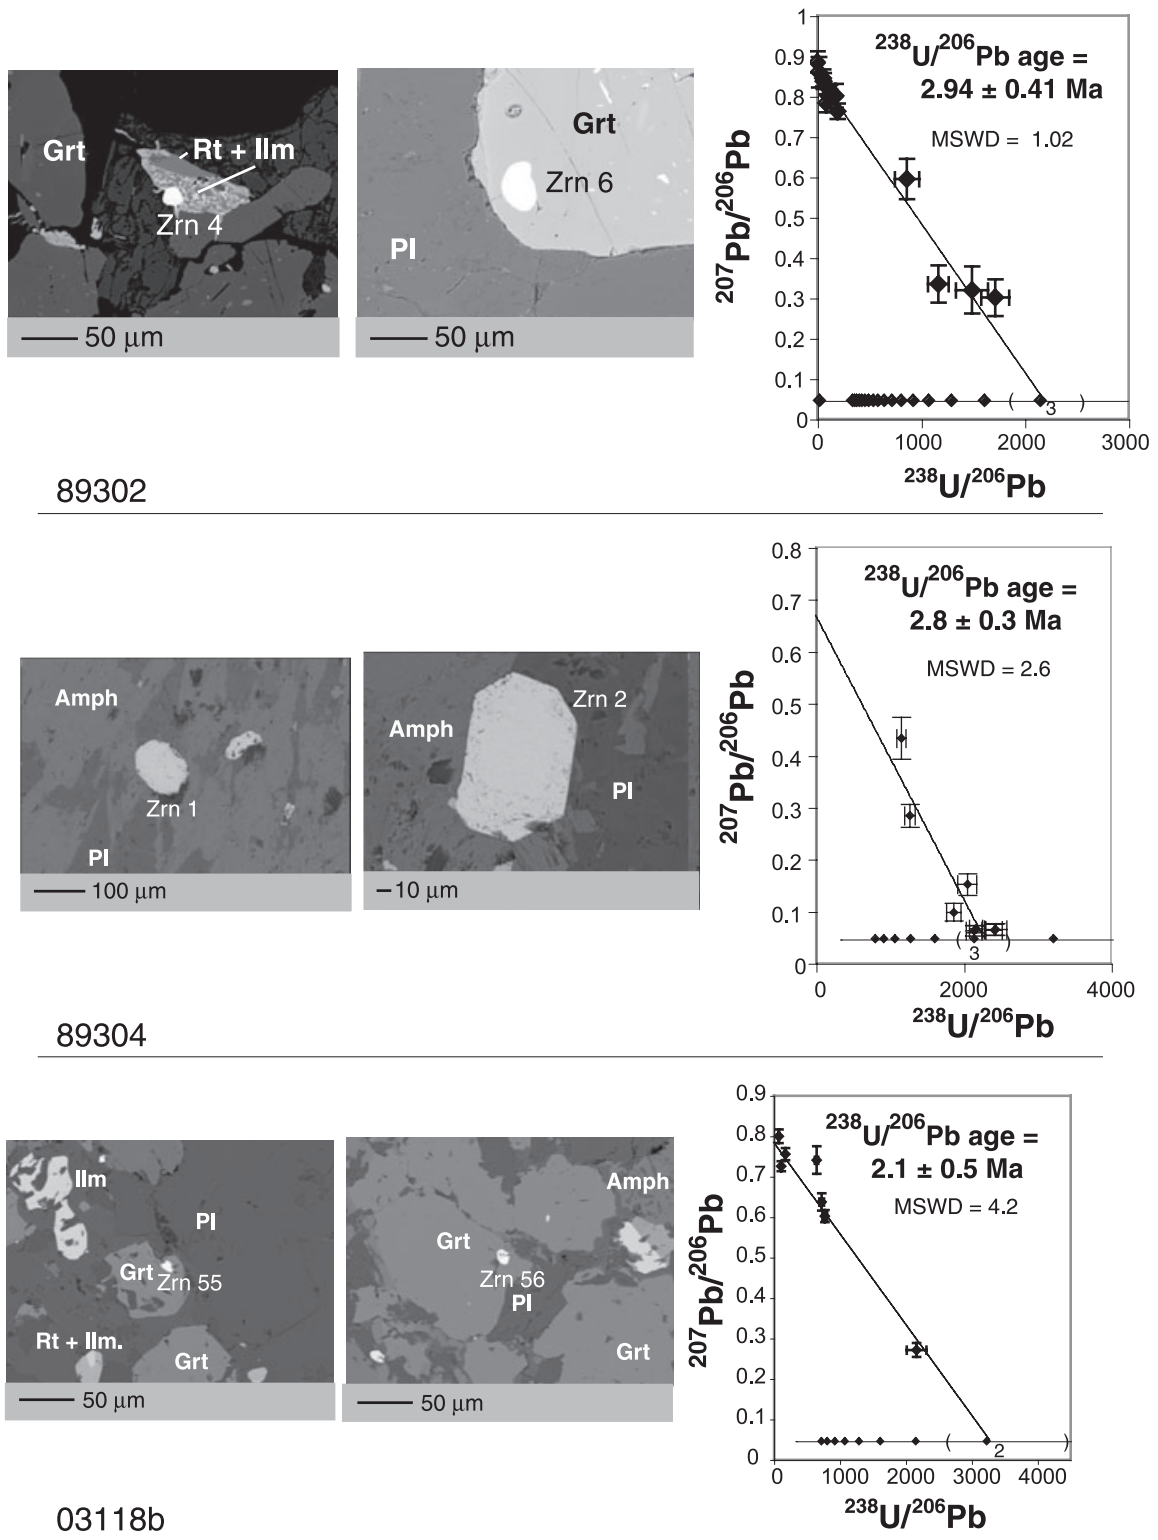 Grt
Rt + Ilm
Zrn 4
50 μm
Grt
Zrn 6
Pl
50 μm
²³⁸U/²⁰⁶Pb age =
2.94 ± 0.41 Ma
MSWD = 1.02
²⁰⁷Pb/²⁰⁶Pb
1
0.9
0.8
0.7
0.6
0.5
0.4
0.3
0.2
0.1
0
( 3 )
0 1000 2000 3000
²³⁸U/²⁰⁶Pb
89302
Amph
Zrn 1
Pl
100 μm
Zrn 2
Amph
Pl
10 μm
²³⁸U/²⁰⁶Pb age =
2.8 ± 0.3 Ma
MSWD = 2.6
²⁰⁷Pb/²⁰⁶Pb
0.8
0.7
0.6
0.5
0.4
0.3
0.2
0.1
0
( 3 )
0 2000 4000
²³⁸U/²⁰⁶Pb
89304
Ilm
Pl
Grt Zrn 55
Rt + Ilm.
Grt
50 μm
Amph
Grt
Zrn 56
Pl
Grt
50 μm
²³⁸U/²⁰⁶Pb age =
2.1 ± 0.5 Ma
MSWD = 4.2
²⁰⁷Pb/²⁰⁶Pb
0.9
0.8
0.7
0.6
0.5
0.4
0.3
0.2
0.1
0
( 2 )
0 1000 2000 3000 4000
²³⁸U/²⁰⁶Pb
03118b